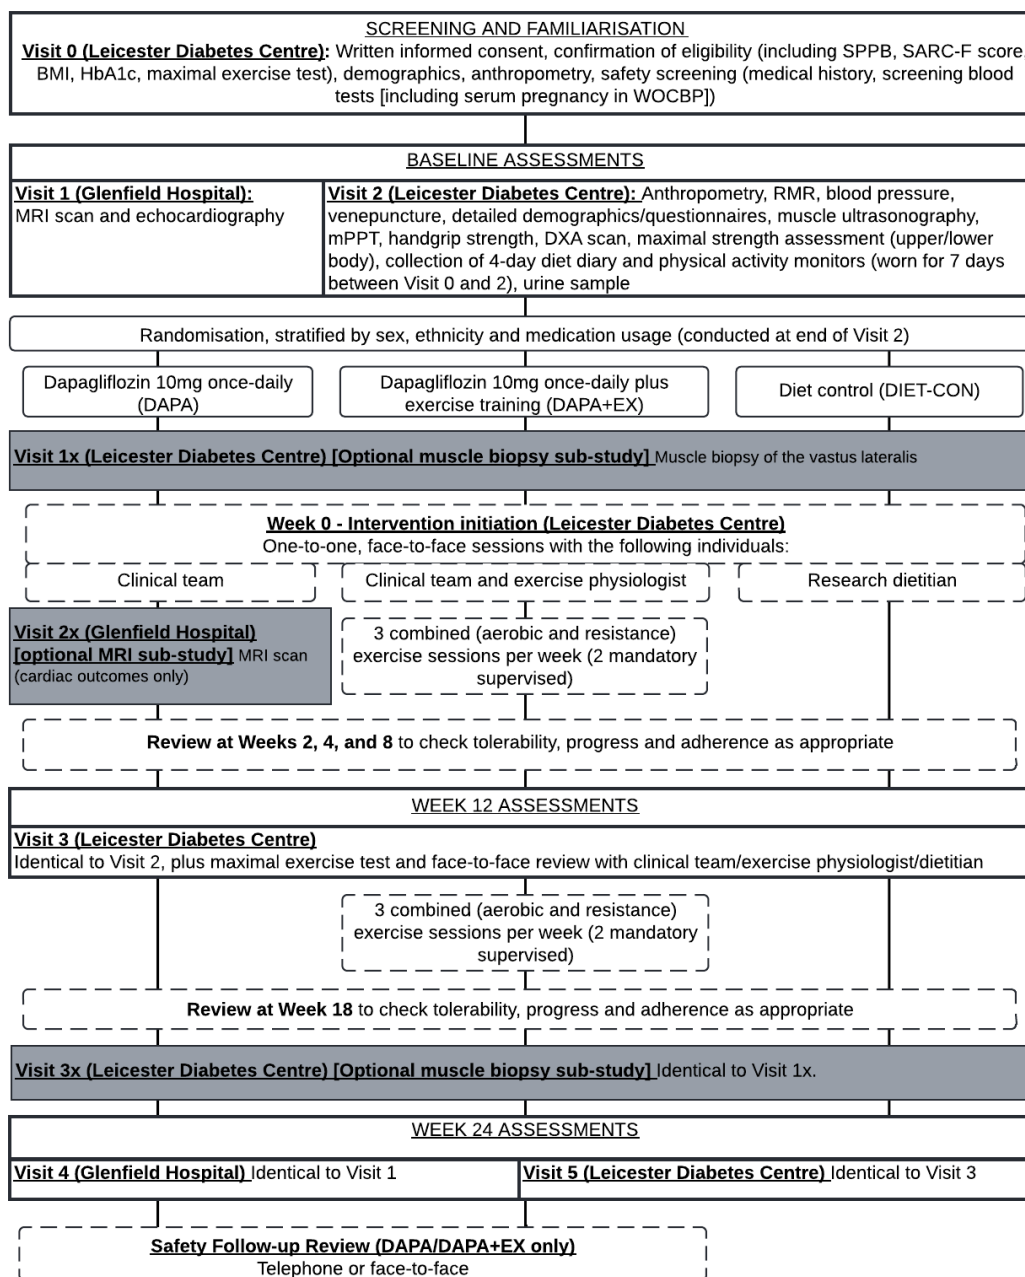 SCREENING AND FAMILIARISATION
Visit 0 (Leicester Diabetes Centre): Written informed consent, confirmation of eligibility (including SPPB, SARC-F score,
BMI, HbA1c, maximal exercise test), demographics, anthropometry, safety screening (medical history, screening blood
tests [including serum pregnancy in WOCBP])
BASELINE ASSESSMENTS
Visit 1 (Glenfield Hospital):
MRI scan and echocardiography
Visit 2 (Leicester Diabetes Centre): Anthropometry, RMR, blood pressure,
venepuncture, detailed demographics/questionnaires, muscle ultrasonography,
mPPT, handgrip strength, DXA scan, maximal strength assessment (upper/lower
body), collection of 4-day diet diary and physical activity monitors (worn for 7 days
between Visit 0 and 2), urine sample
Randomisation, stratified by sex, ethnicity and medication usage (conducted at end of Visit 2)
Dapagliflozin 10mg once-daily
(DAPA)
Dapagliflozin 10mg once-daily plus
exercise training (DAPA+EX)
Diet control (DIET-CON)
Visit 1x (Leicester Diabetes Centre) [Optional muscle biopsy sub-study] Muscle biopsy of the vastus lateralis
Week 0 - Intervention initiation (Leicester Diabetes Centre)
One-to-one, face-to-face sessions with the following individuals:
Clinical team
Clinical team and exercise physiologist
Research dietitian
Visit 2x (Glenfield Hospital)
[optional MRI sub-study] MRI scan
(cardiac outcomes only)
3 combined (aerobic and resistance)
exercise sessions per week (2 mandatory
supervised)
Review at Weeks 2, 4, and 8 to check tolerability, progress and adherence as appropriate
WEEK 12 ASSESSMENTS
Visit 3 (Leicester Diabetes Centre)
Identical to Visit 2, plus maximal exercise test and face-to-face review with clinical team/exercise physiologist/dietitian
3 combined (aerobic and resistance)
exercise sessions per week (2 mandatory
supervised)
Review at Week 18 to check tolerability, progress and adherence as appropriate
Visit 3x (Leicester Diabetes Centre) [Optional muscle biopsy sub-study] Identical to Visit 1x.
WEEK 24 ASSESSMENTS
Visit 4 (Glenfield Hospital) Identical to Visit 1
Visit 5 (Leicester Diabetes Centre) Identical to Visit 3
Safety Follow-up Review (DAPA/DAPA+EX only)
Telephone or face-to-face